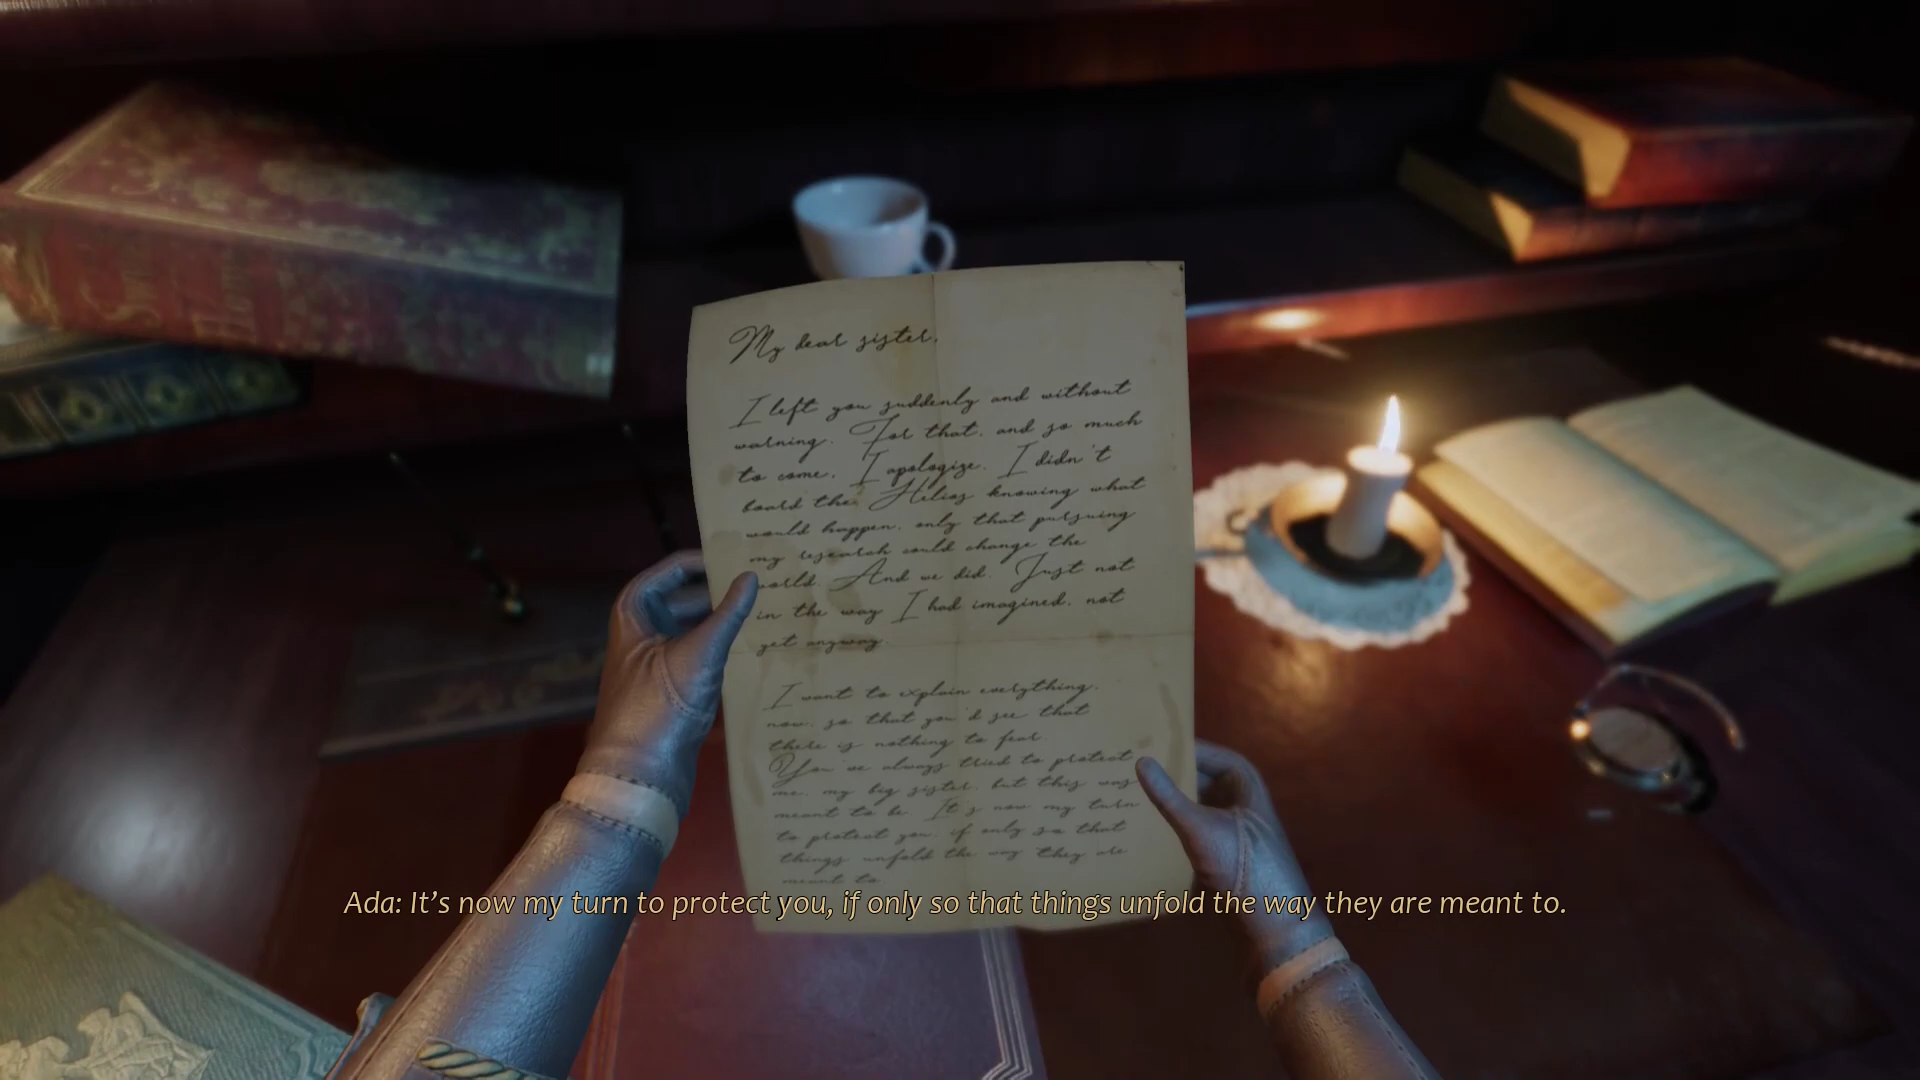 My dear sister,
I left you suddenly and without
warning. For that, and so much
to come, I apologize. I didn't
board the Helios knowing what
would happen, only that pursuing
my research could change the
world. And we did. Just not
in the way I had imagined, not
yet anyway.
I want to explain everything,
now, so that you'd see that
there is nothing to fear.
You've always tried to protect
me, my big sister, but this was
meant to be. It's now my turn
to protect you, if only so that
things unfold the way they are
meant to.
Ada: It's now my turn to protect you, if only so that things unfold the way they are meant to.